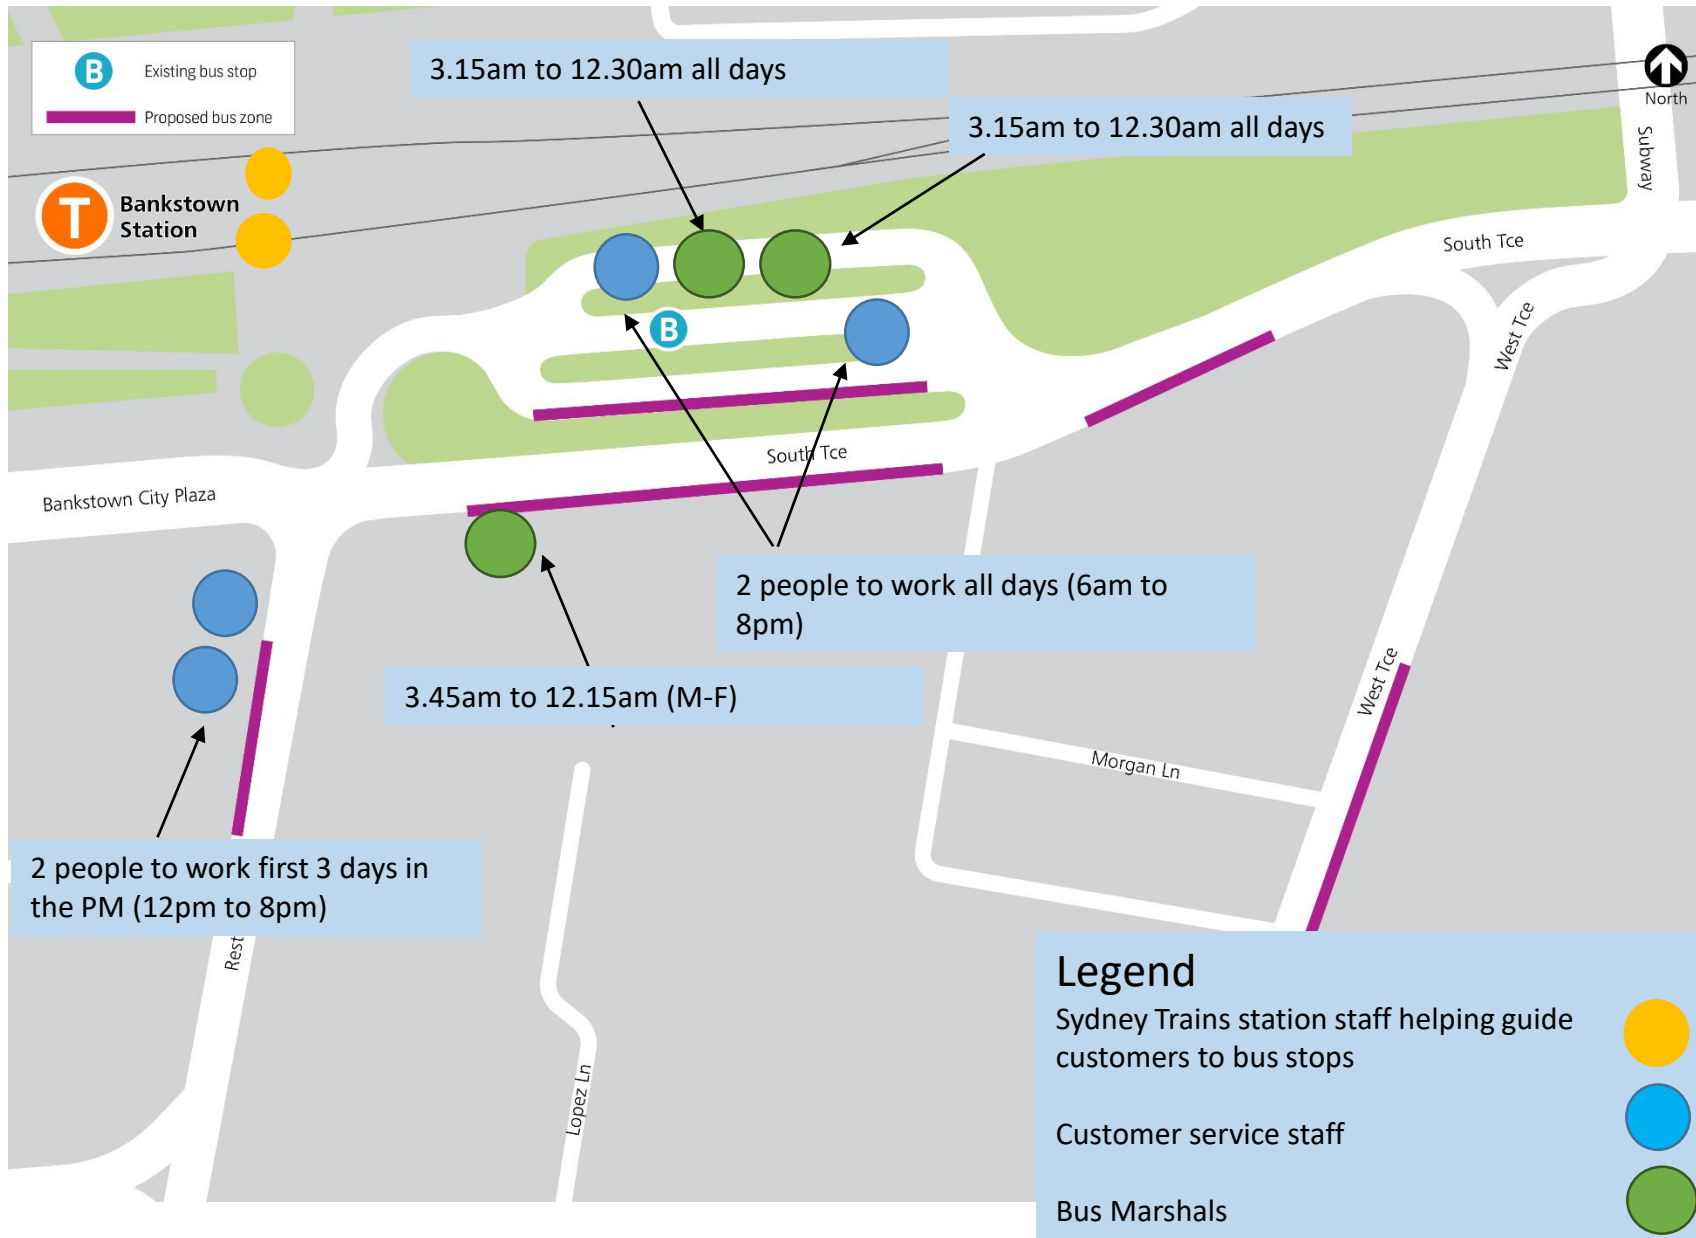 B Existing bus stop
Proposed bus zone
3.15am to 12.30am all days
North
3.15am to 12.30am all days
Subway
T Bankstown
Station
South Tce
West Tce
B
South Tce
Bankstown City Plaza
2 people to work all days (6am to
8pm)
3.45am to 12.15am (M-F)
West Tce
Morgan Ln
2 people to work first 3 days in
the PM (12pm to 8pm)
Rest
Lopez Ln
Legend
Sydney Trains station staff helping guide
customers to bus stops
Customer service staff
Bus Marshals